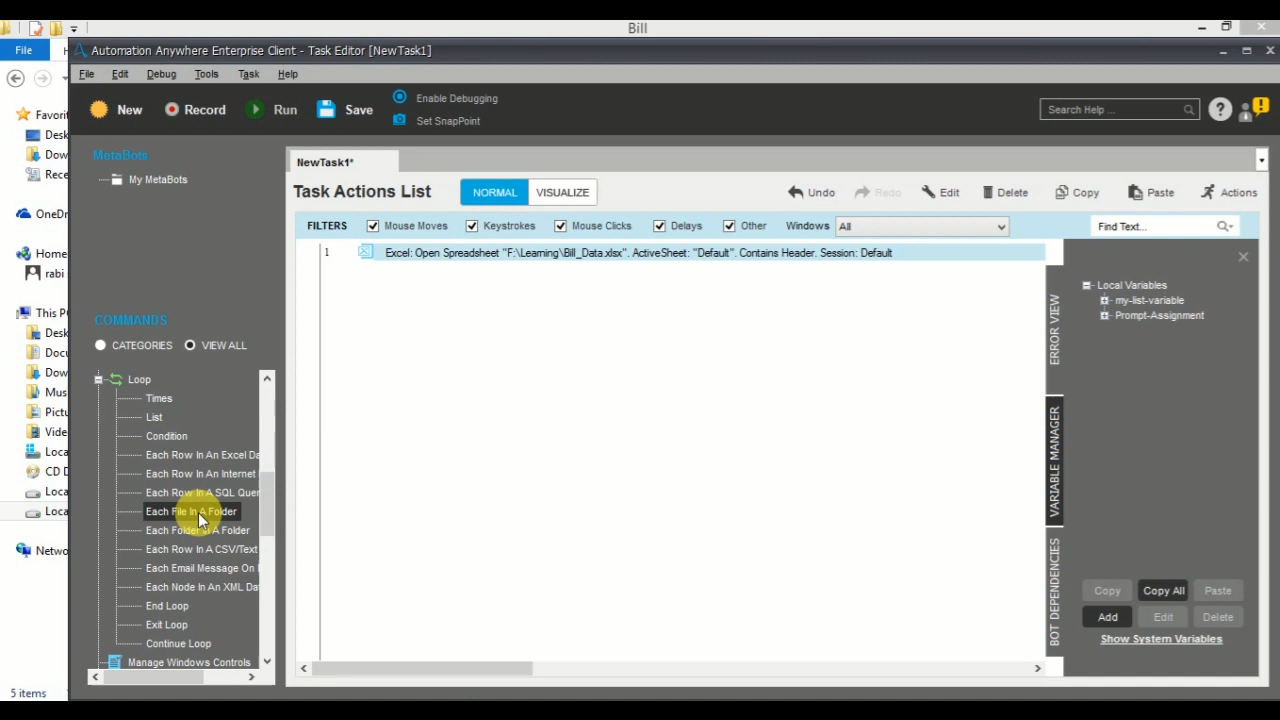 Bill
File
H
Automation Anywhere Enterprise Client - Task Editor [NewTask1]
File Edit Debug Tools Task Help
New Record Run Save
Enable Debugging
Set SnapPoint
Search Help ...
Favorit
Desk
Dow
Rece
OneDr
Home
rabi
This P
Desk
Docu
Dow
Mus
Pictu
Vide
Loca
CD D
Loca
Loca
Netwo
5 items
MetaBots
My MetaBots
COMMANDS
CATEGORIES VIEW ALL
Loop
Times
List
Condition
Each Row In An Excel Da
Each Row In An Internet
Each Row In A SQL Quer
Each File In A Folder
Each Folder In A Folder
Each Row In A CSV/Text
Each Email Message On
Each Node In An XML Da
End Loop
Exit Loop
Continue Loop
Manage Windows Controls
NewTask1*
Task Actions List
NORMAL VISUALIZE
Undo Redo Edit Delete Copy Paste Actions
FILTERS Mouse Moves Keystrokes Mouse Clicks Delays Other Windows All
Find Text...
1 Excel: Open Spreadsheet "F:\Learning\Bill_Data.xlsx". ActiveSheet: "Default". Contains Header. Session: Default
ERROR VIEW
VARIABLE MANAGER
BOT DEPENDENCIES
Local Variables
my-list-variable
Prompt-Assignment
Copy Copy All Paste
Add Edit Delete
Show System Variables